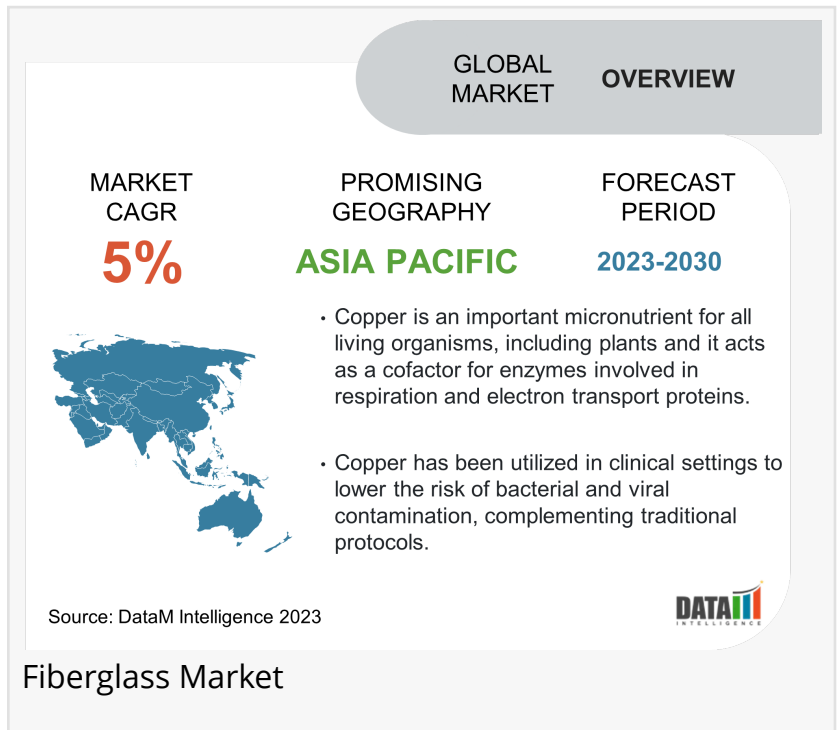 GLOBAL
MARKET
OVERVIEW
MARKET
CAGR
5%
PROMISING
GEOGRAPHY
ASIA PACIFIC
FORECAST
PERIOD
2023-2030
• Copper is an important micronutrient for all
living organisms, including plants and it acts
as a cofactor for enzymes involved in
respiration and electron transport proteins.
• Copper has been utilized in clinical settings to
lower the risk of bacterial and viral
contamination, complementing traditional
protocols.
Source: DataM Intelligence 2023
DATAM
INTELLIGENCE
Fiberglass Market